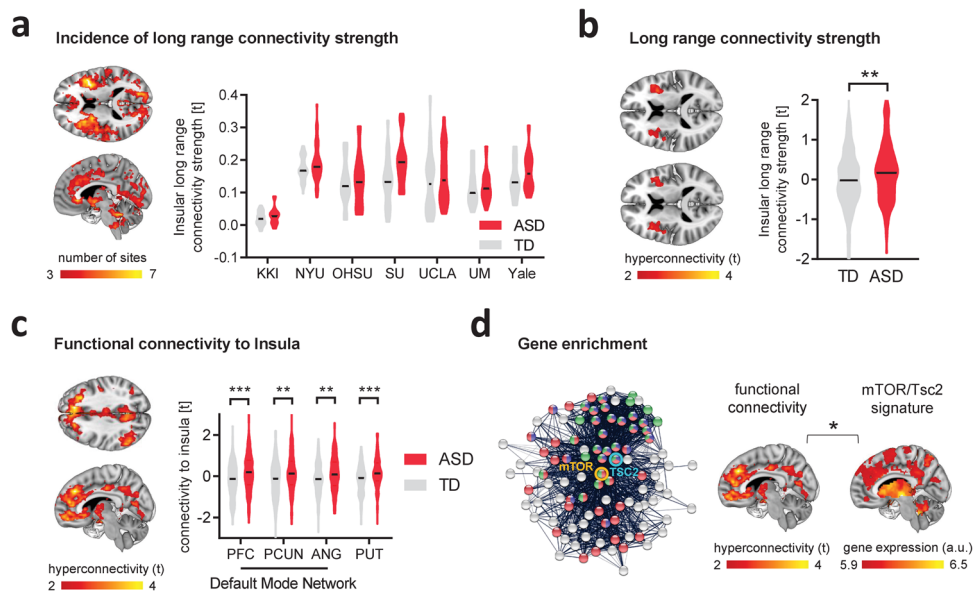 a
Incidence of long range connectivity strength
number of sites
3 7
Insular long range
connectivity strength [t]
0.4
0.3
0.2
0.1
0.0
-0.1
KKI NYU OHSU SU UCLA UM Yale
ASD
TD
b
Long range connectivity strength
hyperconnectivity (t)
2 4
Insular long range
connectivity strength [t]
**
2
1
0
-1
-2
TD ASD
c
Functional connectivity to Insula
hyperconnectivity (t)
2 4
connectivity to insula [t]
*** ** ** ***
2
0
-2
PFC PCUN ANG PUT
Default Mode Network
ASD
TD
d
Gene enrichment
mTOR
TSC2
functional
connectivity
*
mTOR/Tsc2
signature
hyperconnectivity (t)
2 4
gene expression (a.u.)
5.9 6.5